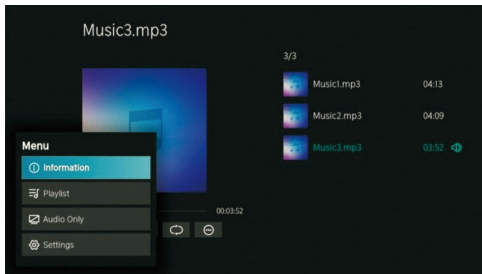 Music3.mp3
3/3
Music1.mp3 04:13
Music2.mp3 04:09
Music3.mp3 03:52
Menu
Information
Playlist
Audio Only
Settings
00:03:52